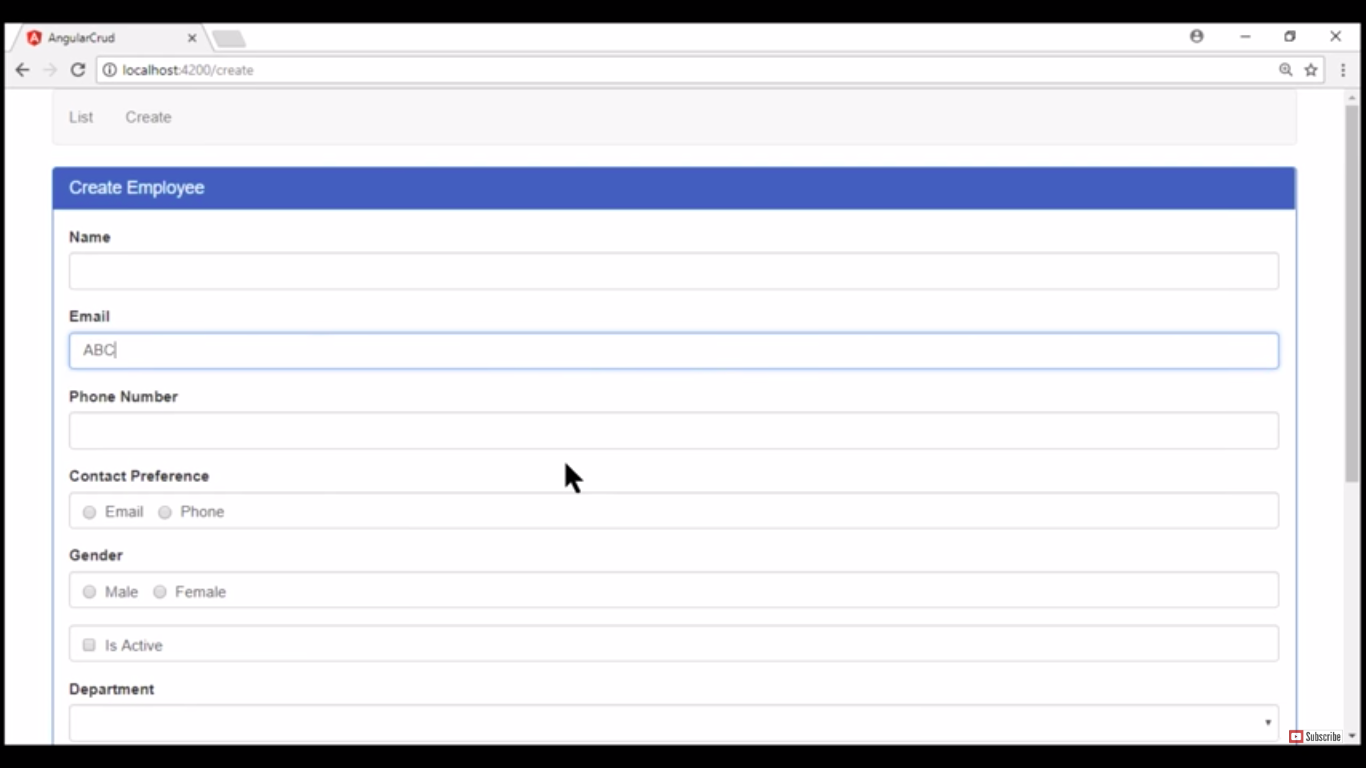 AngularCrud
localhost:4200/create
List Create
Create Employee
Name
Email
ABC
Phone Number
Contact Preference
Email Phone
Gender
Male Female
Is Active
Department
Subscribe